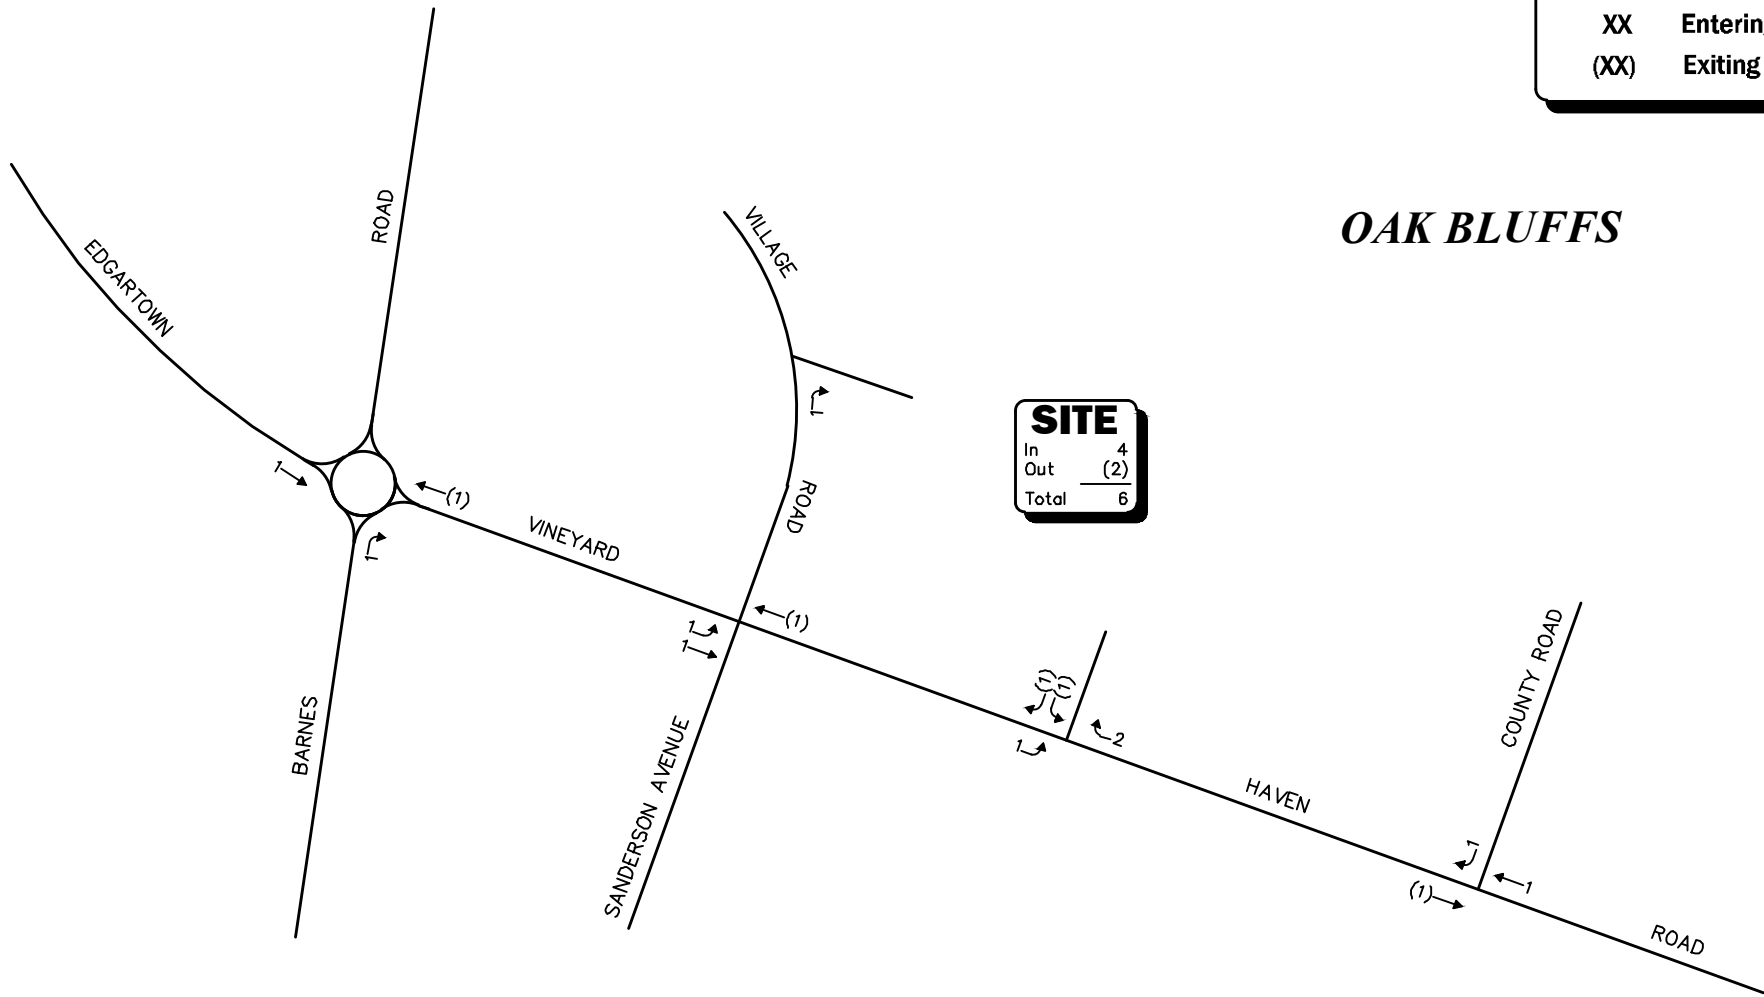 XX Enterin
(XX) Exiting
OAK BLUFFS
ROAD
EDGARTOWN
VILLAGE
1
SITE
In 4
Out (2)
Total 6
1
(1)
1
VINEYARD
ROAD
(1)
1
1
BARNES
SANDERSON AVENUE
(1)
(1)
1
2
HAVEN
COUNTY ROAD
1
1
(1)
ROAD